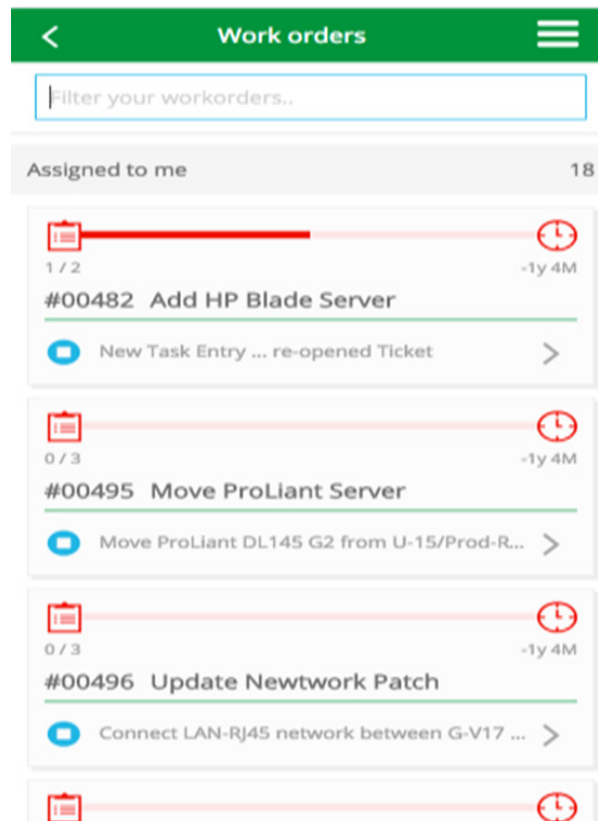 Work orders
Filter your workorders..
Assigned to me 18
1 / 2 -1y 4M
#00482 Add HP Blade Server
New Task Entry ... re-opened Ticket
0 / 3 -1y 4M
#00495 Move ProLiant Server
Move ProLiant DL145 G2 from U-15/Prod-R...
0 / 3 -1y 4M
#00496 Update Newtwork Patch
Connect LAN-RJ45 network between G-V17 ...